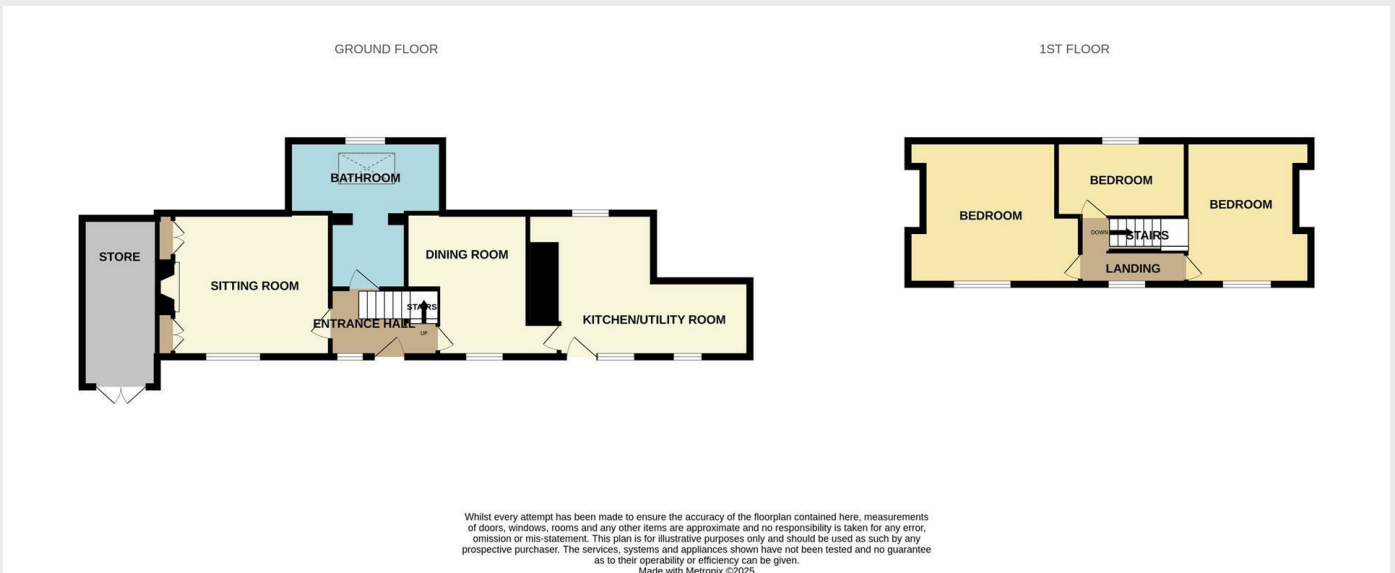 GROUND FLOOR
1ST FLOOR
BATHROOM
STORE
SITTING ROOM
DINING ROOM
STAIRS
ENTRANCE HALL
UP
KITCHEN/UTILITY ROOM
BEDROOM
BEDROOM
BEDROOM
DOWN
STAIRS
LANDING
Whilst every attempt has been made to ensure the accuracy of the floorplan contained here, measurements
of doors, windows, rooms and any other items are approximate and no responsibility is taken for any error,
omission or mis-statement. This plan is for illustrative purposes only and should be used as such by any
prospective purchaser. The services, systems and appliances shown have not been tested and no guarantee
as to their operability or efficiency can be given.
Made with Metropix ©2025